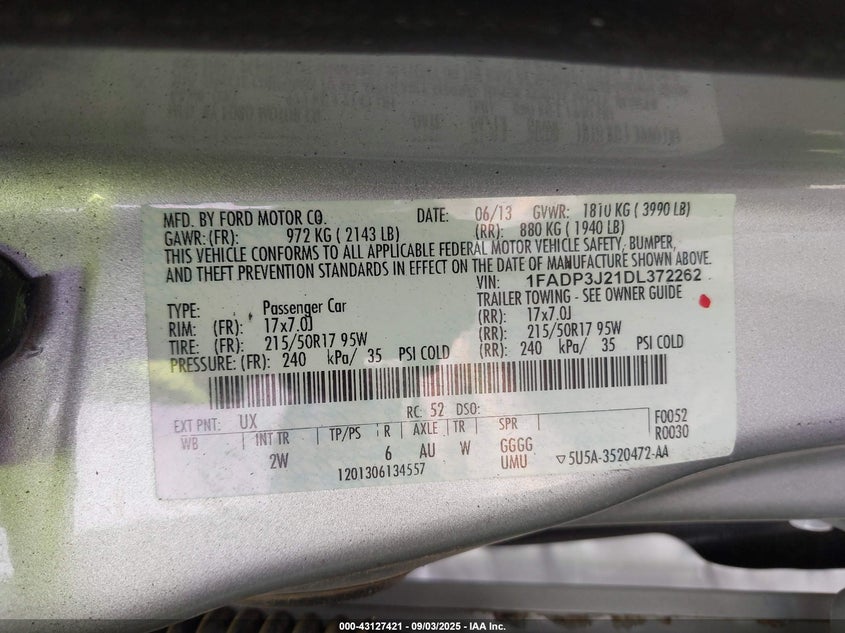 MFD. BY FORD MOTOR CO. DATE: 06/13 GVWR: 1810 KG ( 3990 LB)
GAWR: (FR): 972 KG ( 2143 LB) (RR): 880 KG ( 1940 LB)
THIS VEHICLE CONFORMS TO ALL APPLICABLE FEDERAL MOTOR VEHICLE SAFETY, BUMPER,
AND THEFT PREVENTION STANDARDS IN EFFECT ON THE DATE OF MANUFACTURE SHOWN ABOVE.
VIN: 1FADP3J21DL372262
TYPE: Passenger Car TRAILER TOWING - SEE OWNER GUIDE
RIM: (FR): 17x7.0J (RR): 17x7.0J
TIRE: (FR): 215/50R17 95W (RR): 215/50R17 95W
PRESSURE: (FR): 240 kPa/ 35 PSI COLD (RR): 240 kPa/ 35 PSI COLD
EXT PNT: UX RC: 52 DSO: F0052
WB INT TR TP/PS R AXLE TR SPR R0030
2W 6 AU W GGGG
UMU
1201306134557 ▽5U5A-3520472-AA
000-43127421 - 09/03/2025 - IAA Inc.